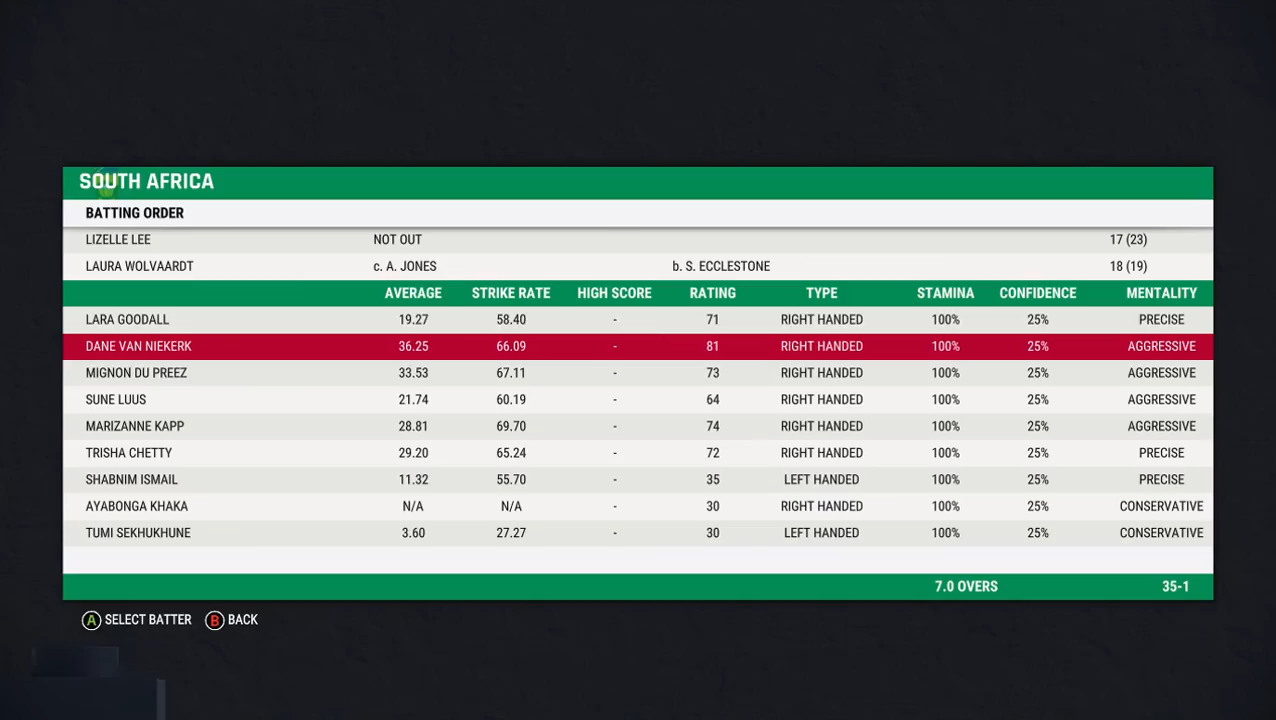 SOUTH AFRICA
BATTING ORDER
LIZELLE LEE NOT OUT 17 (23)
LAURA WOLVAARDT c. A. JONES b. S. ECCLESTONE 18 (19)
AVERAGE STRIKE RATE HIGH SCORE RATING TYPE STAMINA CONFIDENCE MENTALITY
LARA GOODALL 19.27 58.40 - 71 RIGHT HANDED 100% 25% PRECISE
DANE VAN NIEKERK 36.25 66.09 - 81 RIGHT HANDED 100% 25% AGGRESSIVE
MIGNON DU PREEZ 33.53 67.11 - 73 RIGHT HANDED 100% 25% AGGRESSIVE
SUNE LUUS 21.74 60.19 - 64 RIGHT HANDED 100% 25% AGGRESSIVE
MARIZANNE KAPP 28.81 69.70 - 74 RIGHT HANDED 100% 25% AGGRESSIVE
TRISHA CHETTY 29.20 65.24 - 72 RIGHT HANDED 100% 25% PRECISE
SHABNIM ISMAIL 11.32 55.70 - 35 LEFT HANDED 100% 25% PRECISE
AYABONGA KHAKA N/A N/A - 30 RIGHT HANDED 100% 25% CONSERVATIVE
TUMI SEKHUKHUNE 3.60 27.27 - 30 LEFT HANDED 100% 25% CONSERVATIVE
7.0 OVERS 35-1
A SELECT BATTER B BACK